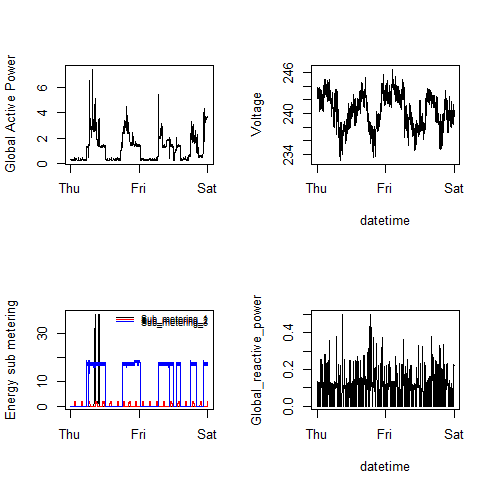 Global Active Power
0 2 4 6
Thu Fri Sat
Voltage
234 240 246
Thu Fri Sat
datetime
Energy sub metering
0 10 30
Thu Fri Sat
Sub_metering_3
Global_reactive_power
0.0 0.2 0.4
Thu Fri Sat
datetime